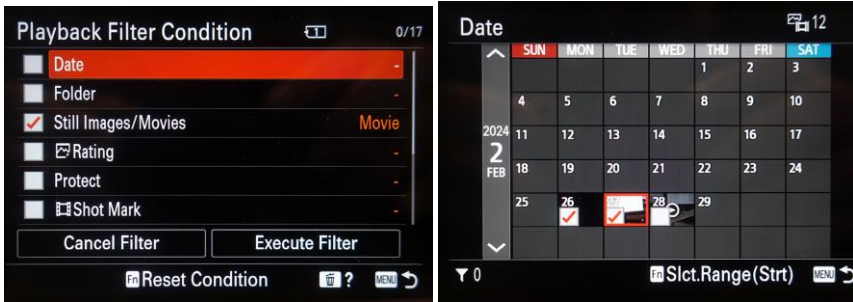 Playback Filter Condition 1 0/17
Date -
Folder -
Still Images/Movies Movie
Rating -
Protect -
Shot Mark -
Cancel Filter Execute Filter
Fn Reset Condition ? MENU
Date 12
SUN MON TUE WED THU FRI SAT
1 2 3
4 5 6 7 8 9 10
2024 11 12 13 14 15 16 17
2
FEB 18 19 20 21 22 23 24
25 26 27 28 29
0 Fn Slct.Range(Strt) MENU